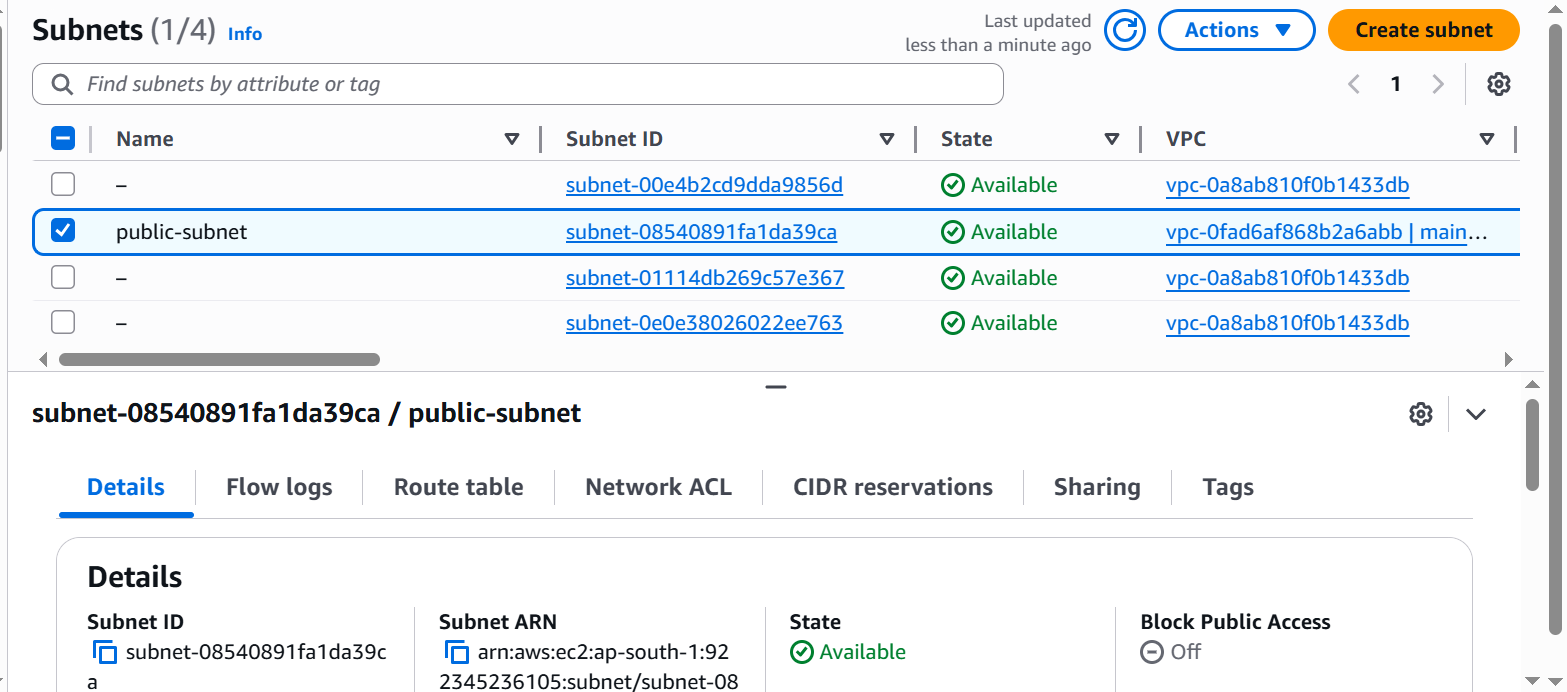 Subnets (1/4) Info
Last updated
less than a minute ago
Actions
Create subnet
Find subnets by attribute or tag
1
Name Subnet ID State VPC
– subnet-00e4b2cd9dda9856d Available vpc-0a8ab810f0b1433db
public-subnet subnet-08540891fa1da39ca Available vpc-0fad6af868b2a6abb | main…
– subnet-01114db269c57e367 Available vpc-0a8ab810f0b1433db
– subnet-0e0e38026022ee763 Available vpc-0a8ab810f0b1433db
subnet-08540891fa1da39ca / public-subnet
Details Flow logs Route table Network ACL CIDR reservations Sharing Tags
Details
Subnet ID
subnet-08540891fa1da39c
a
Subnet ARN
arn:aws:ec2:ap-south-1:92
2345236105:subnet/subnet-08
State
Available
Block Public Access
Off